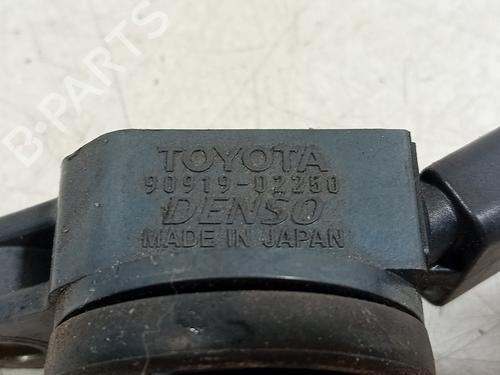 B-PARTS
TOYOTA
90919-02250
DENSO
MADE IN JAPAN